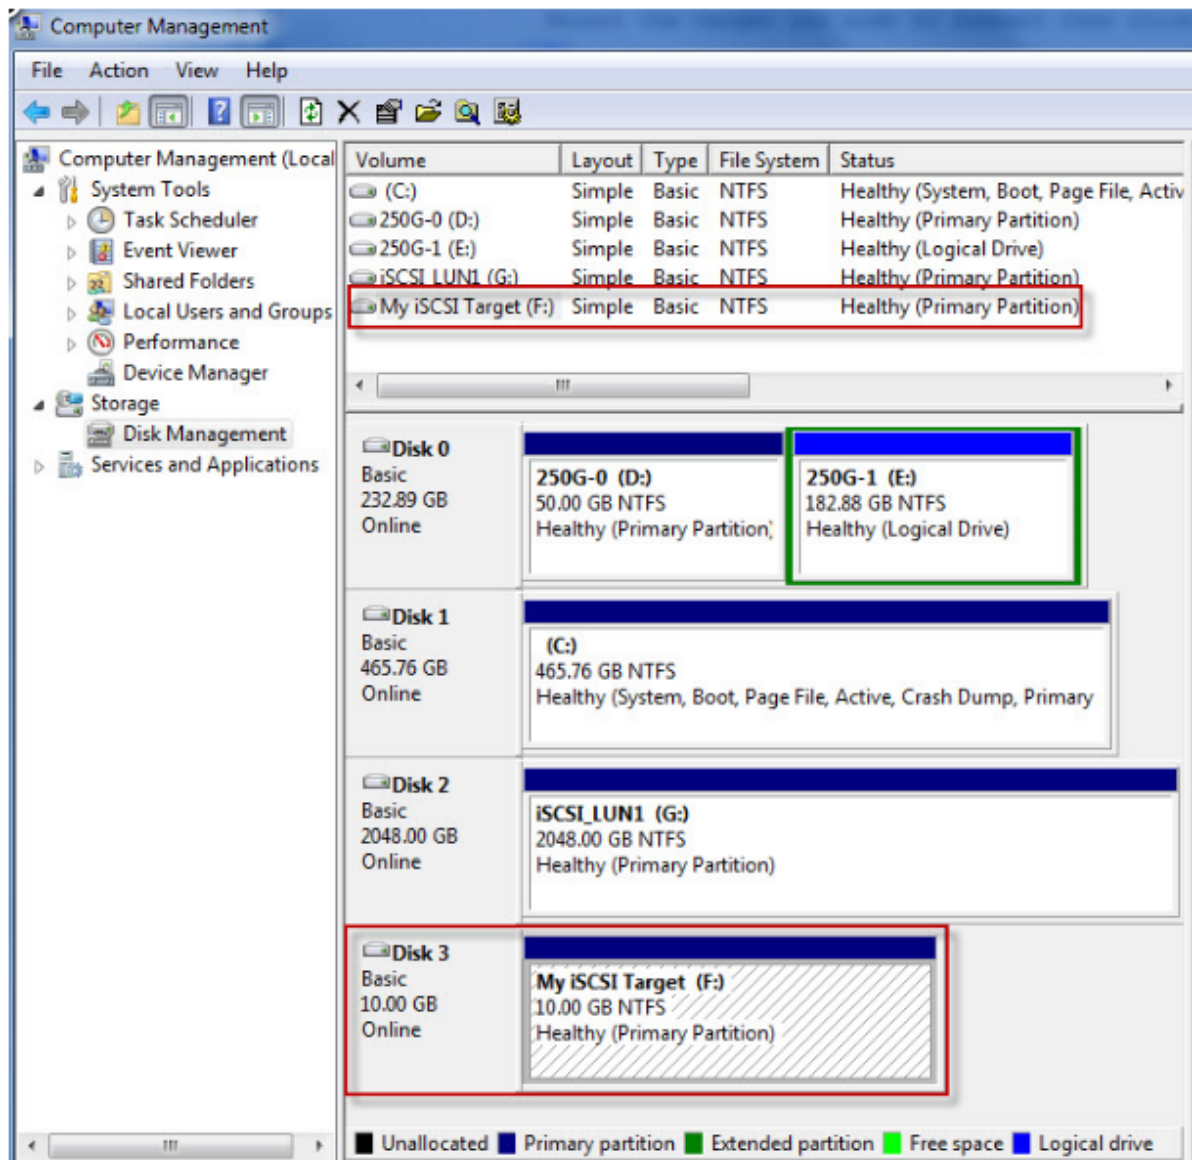 Computer Management
File Action View Help
Computer Management (Local
System Tools
Task Scheduler
Event Viewer
Shared Folders
Local Users and Groups
Performance
Device Manager
Storage
Disk Management
Services and Applications
Volume Layout Type File System Status
(C:) Simple Basic NTFS Healthy (System, Boot, Page File, Activ
250G-0 (D:) Simple Basic NTFS Healthy (Primary Partition)
250G-1 (E:) Simple Basic NTFS Healthy (Logical Drive)
iSCSI_LUN1 (G:) Simple Basic NTFS Healthy (Primary Partition)
My iSCSI Target (F:) Simple Basic NTFS Healthy (Primary Partition)
Disk 0
Basic
232.89 GB
Online
250G-0 (D:)
50.00 GB NTFS
Healthy (Primary Partition)
250G-1 (E:)
182.88 GB NTFS
Healthy (Logical Drive)
Disk 1
Basic
465.76 GB
Online
(C:)
465.76 GB NTFS
Healthy (System, Boot, Page File, Active, Crash Dump, Primary
Disk 2
Basic
2048.00 GB
Online
iSCSI_LUN1 (G:)
2048.00 GB NTFS
Healthy (Primary Partition)
Disk 3
Basic
10.00 GB
Online
My iSCSI Target (F:)
10.00 GB NTFS
Healthy (Primary Partition)
Unallocated Primary partition Extended partition Free space Logical drive